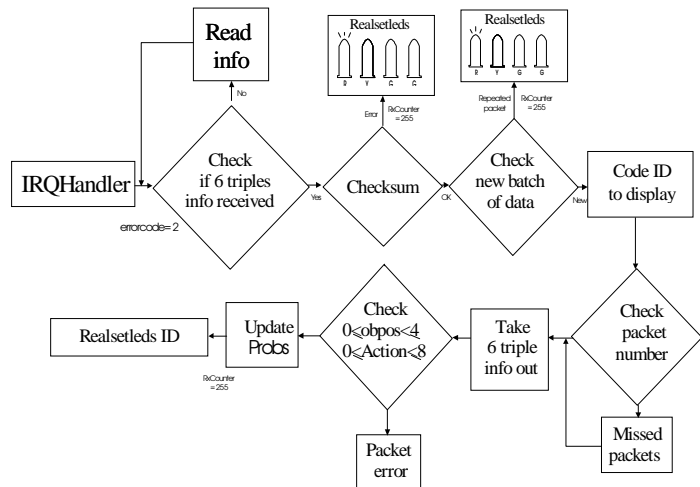 Read
info
Realsetleds
R Y G G
Realsetleds
R Y G G
No
Error
RxCounter
= 255
Repeated
packet
RxCounter
= 255
IRQHandler
Check
if 6 triples
info received
errorcode= 2
Yes
Checksum
OK
Check
new batch
of data
New
Code ID
to display
Check
packet
number
Missed
packets
Take
6 triple
info out
Check
0≤obpos<4
0≤Action<8
Packet
error
Update
Probs
RxCounter
= 255
Realsetleds ID